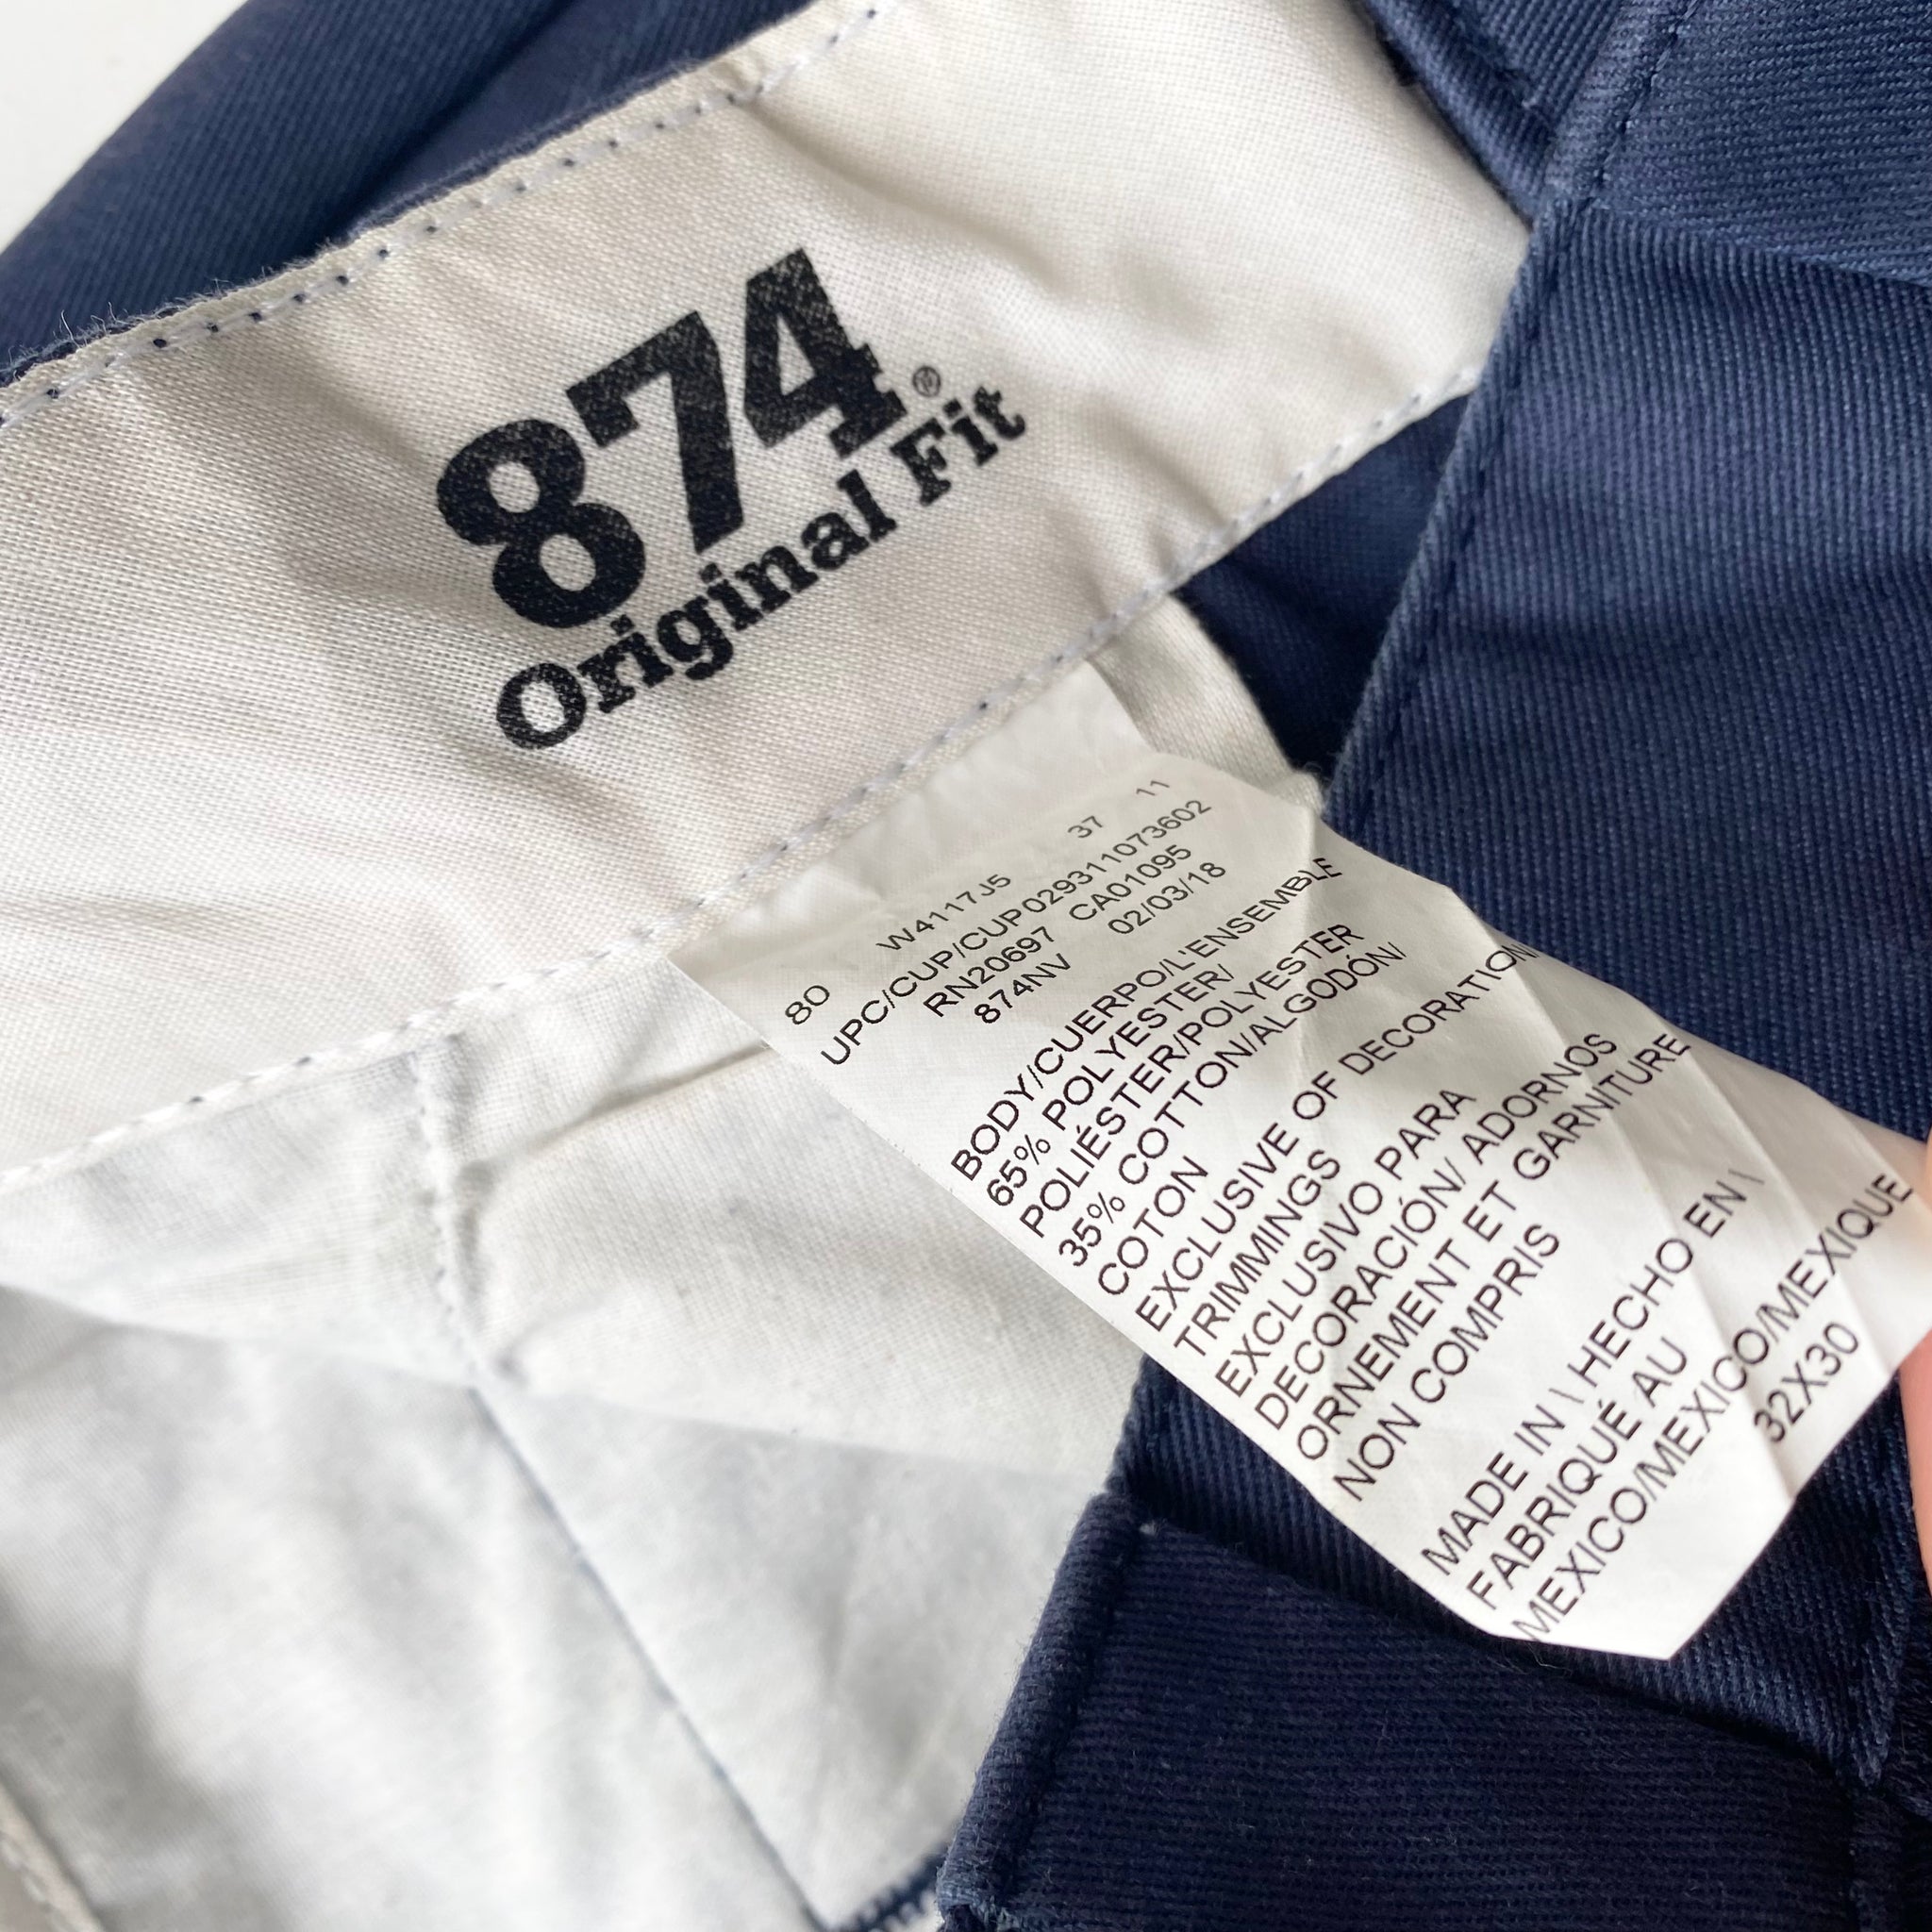 874®
Original Fit
80 W4117J5 37 11
UPC/CUP/CUP029311073602
RN20697 CA01095
874NV 02/03/18
BODY/CUERPO/L'ENSEMBLE
65% POLYESTER/
POLIÉSTER/POLYESTER
35% COTTON/ALGODÓN/
COTON
EXCLUSIVE OF DECORATION/
TRIMMINGS
EXCLUSIVO PARA
DECORACIÓN/ ADORNOS
ORNEMENT ET GARNITURE
NON COMPRIS
MADE IN \ HECHO EN \
FABRIQUÉ AU
MEXICO/MEXICO/MEXIQUE
32X30